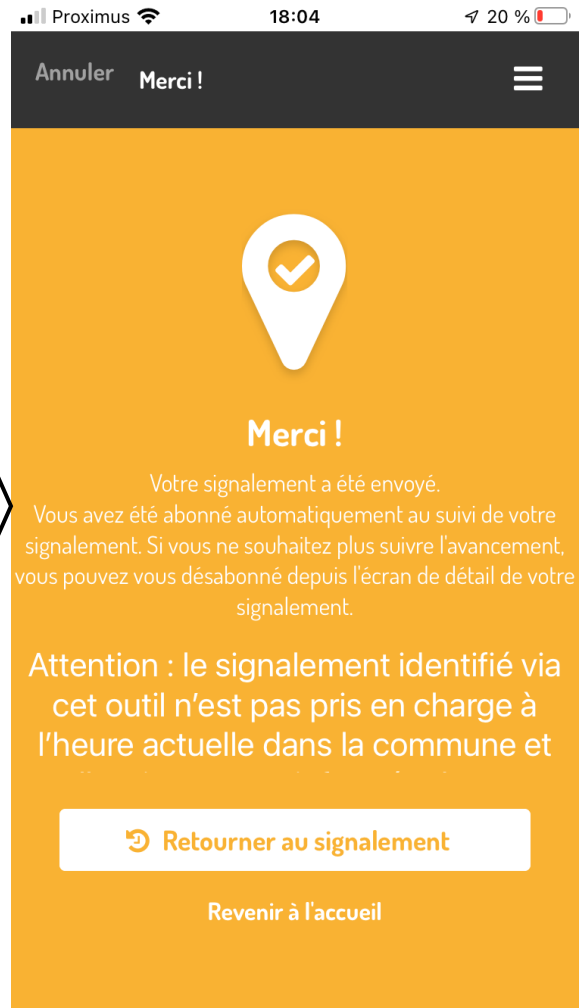 Proximus 18:04 20 %
Annuler Merci !
Merci !
Votre signalement a été envoyé.
Vous avez été abonné automatiquement au suivi de votre
signalement. Si vous ne souhaitez plus suivre l'avancement,
vous pouvez vous désabonné depuis l'écran de détail de votre
signalement.
Attention : le signalement identifié via
cet outil n’est pas pris en charge à
l’heure actuelle dans la commune et
Retourner au signalement
Revenir à l'accueil